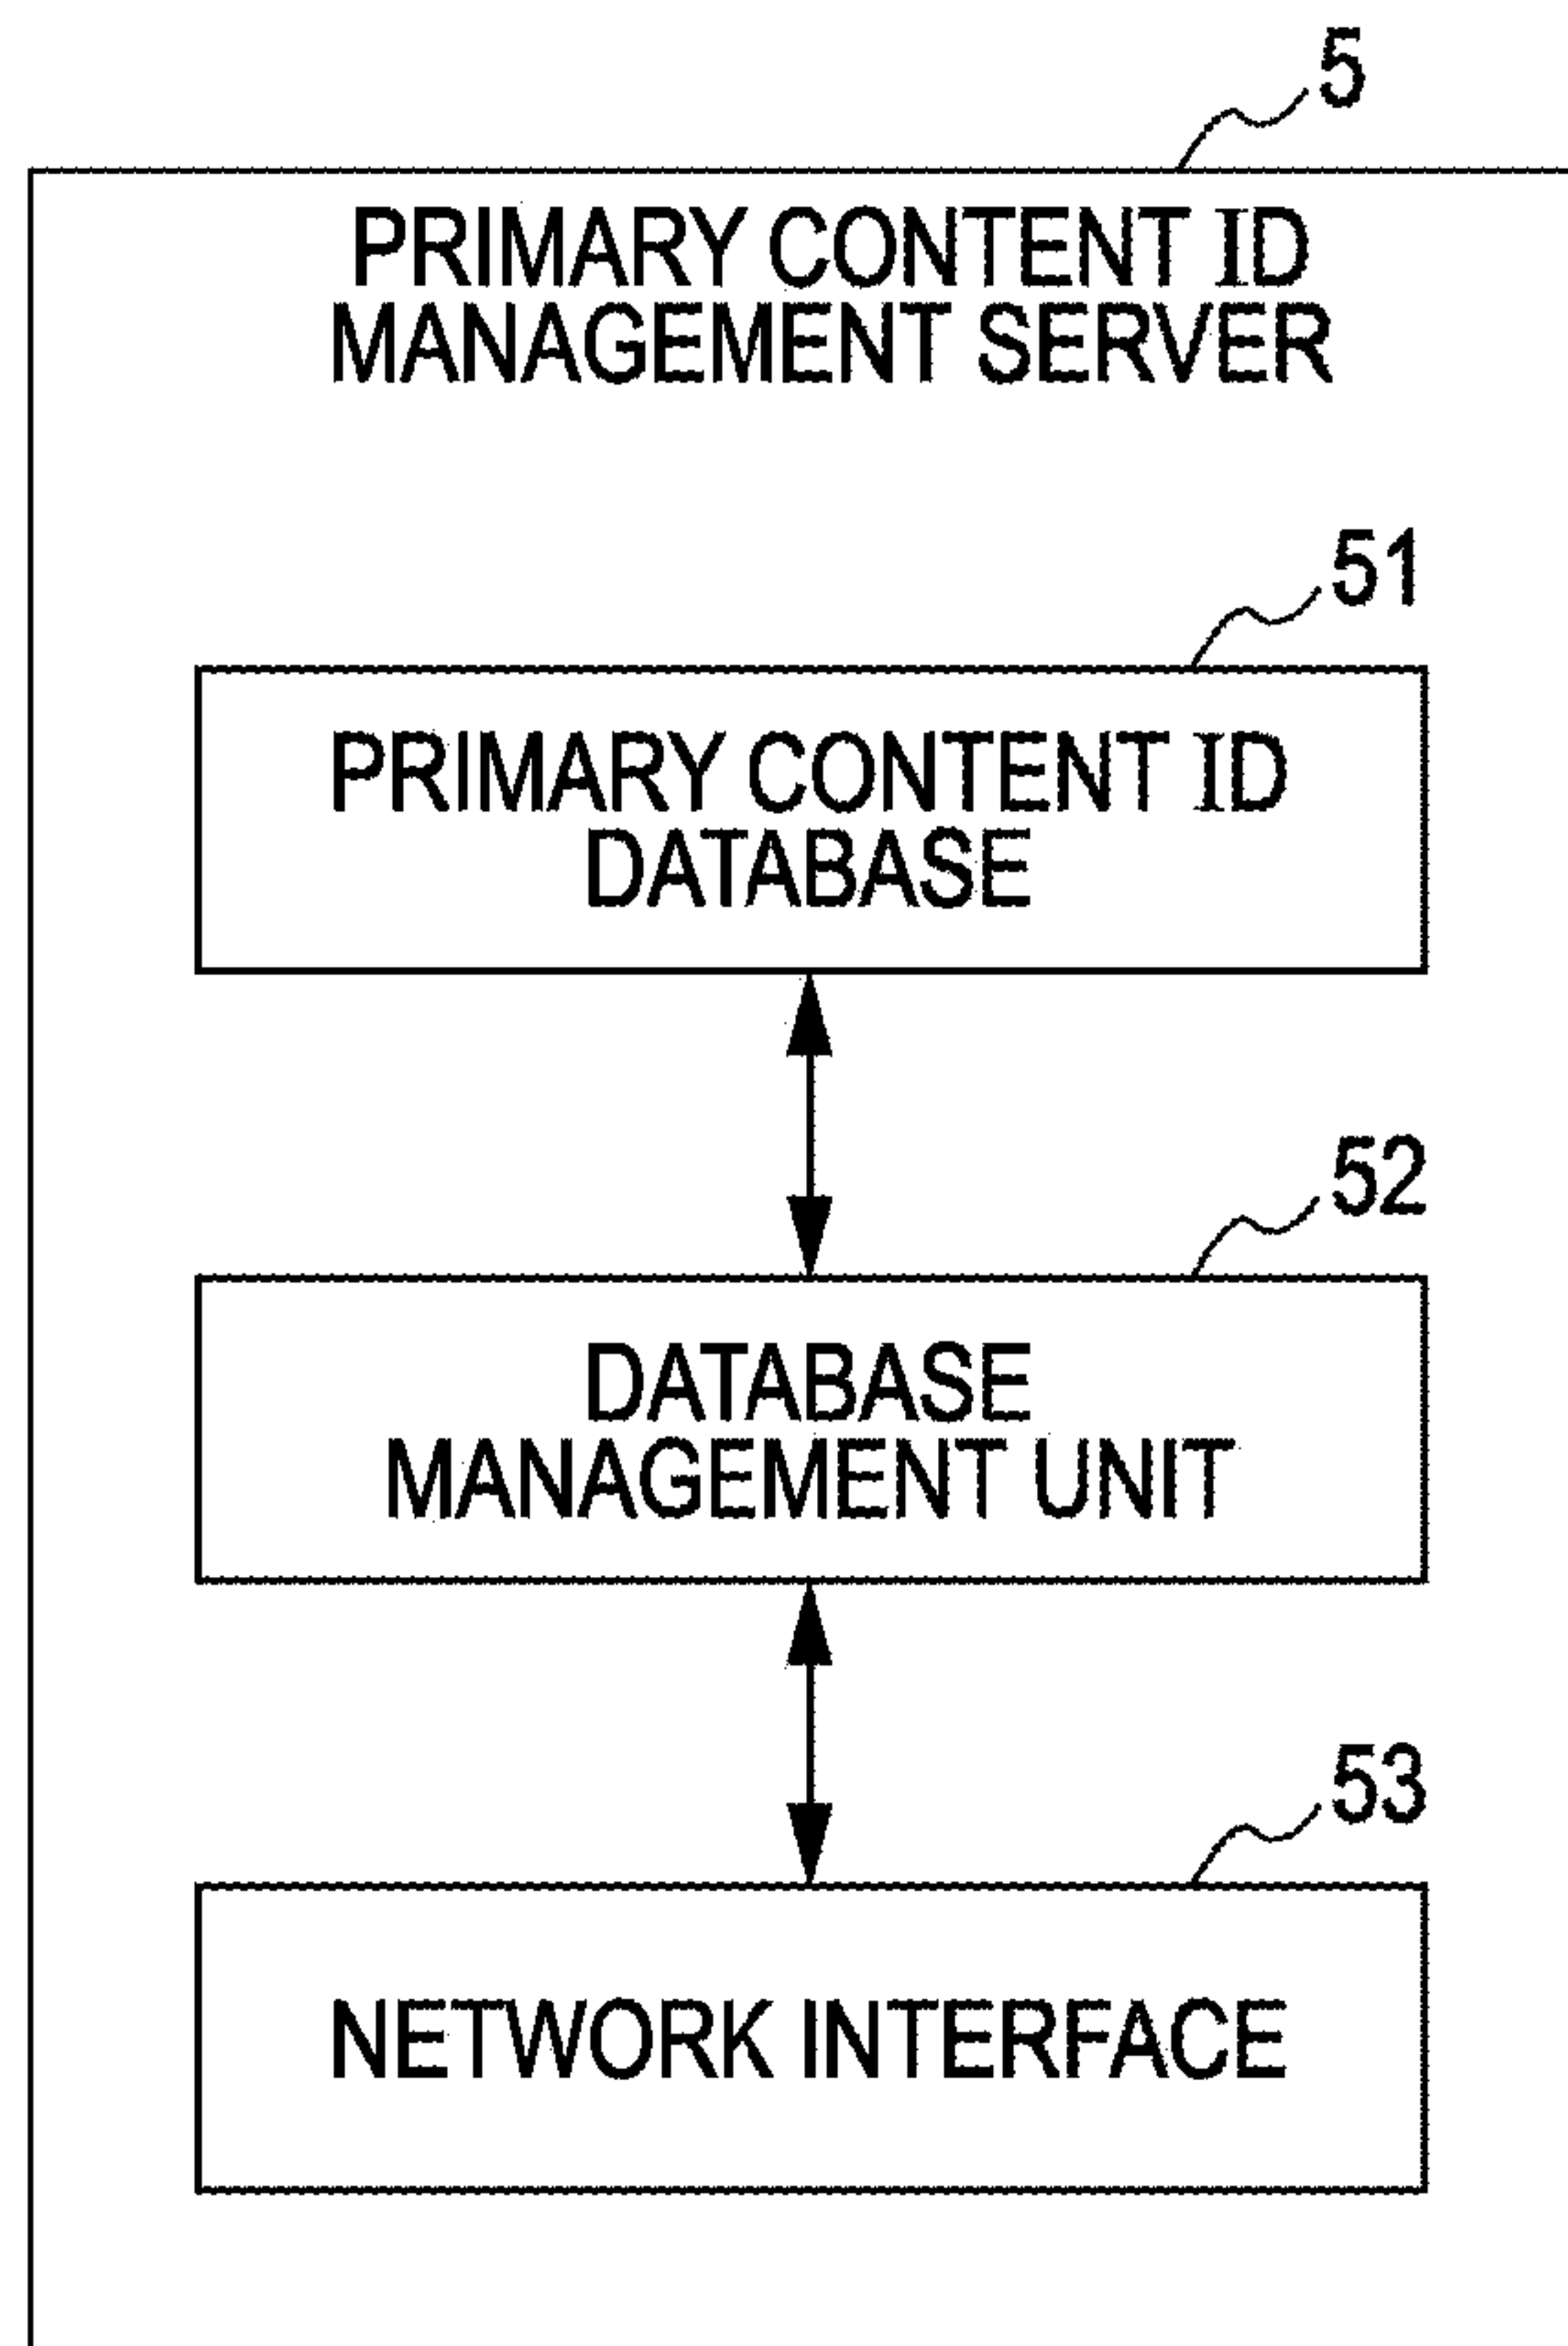 5
PRIMARY CONTENT ID
MANAGEMENT SERVER
51
PRIMARY CONTENT ID
DATABASE
52
DATABASE
MANAGEMENT UNIT
53
NETWORK INTERFACE